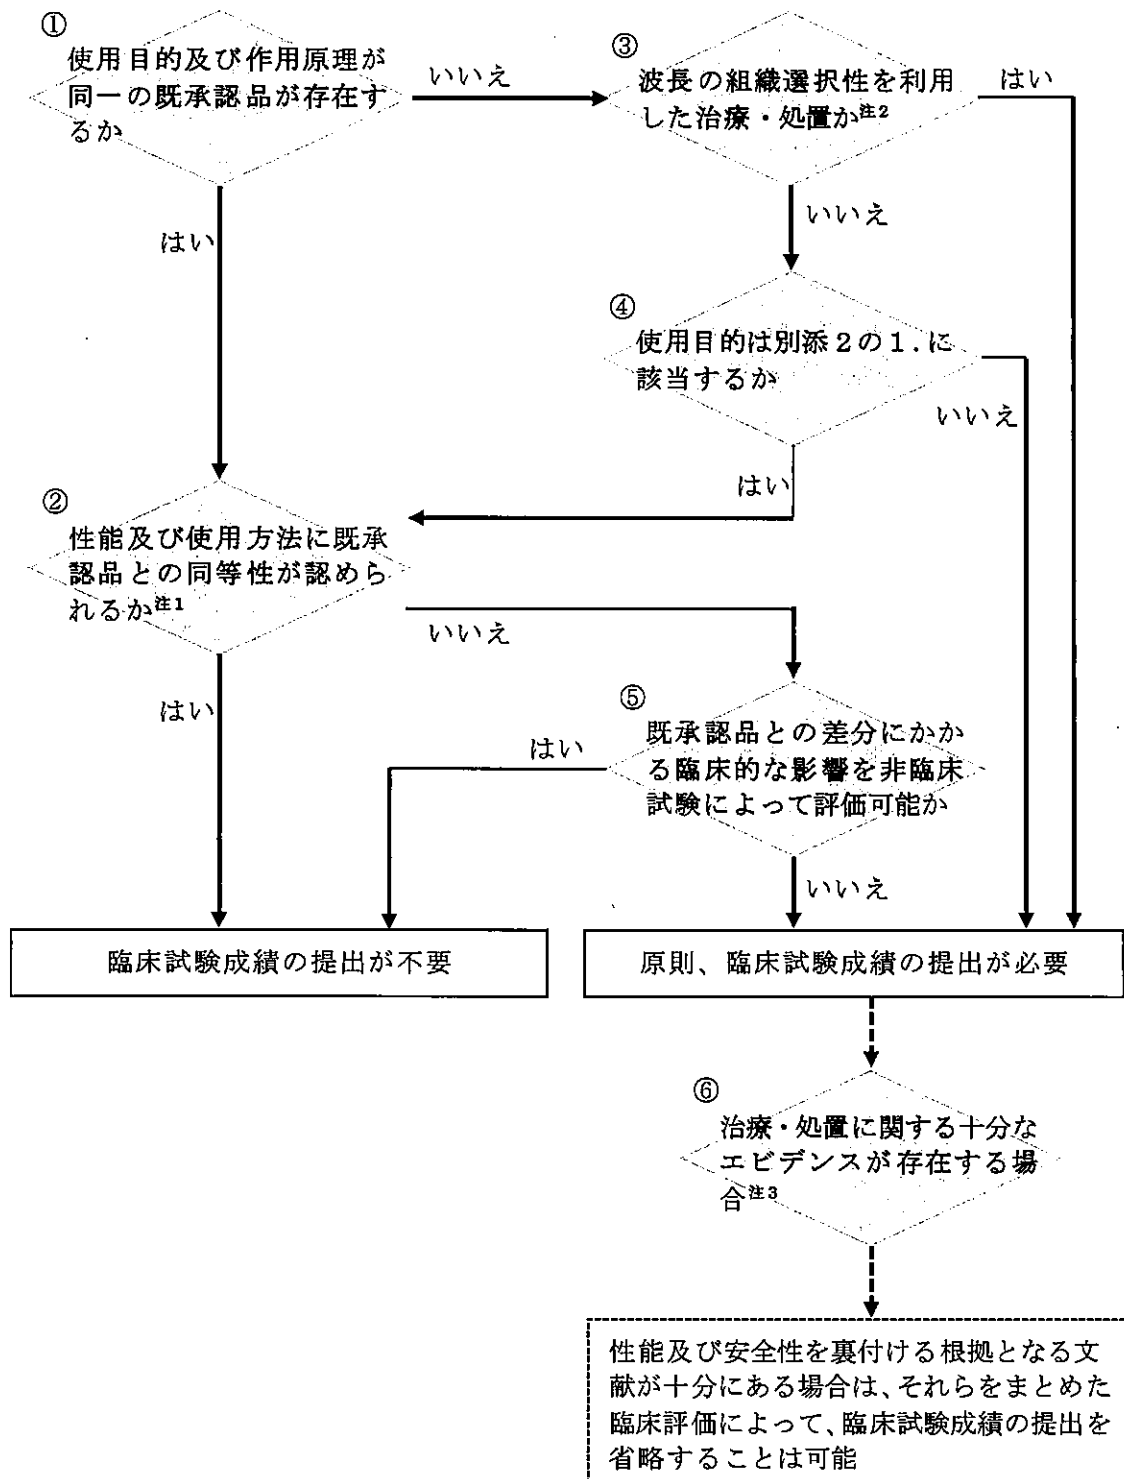 ①
使用目的及び作用原理が
同一の既承認品が存在す
るか
いいえ
はい
③
波長の組織選択性を利用
した治療・処置か注2
はい
いいえ
④
使用目的は別添2の1.に
該当するか
いいえ
はい
②
性能及び使用方法に既承
認品との同等性が認めら
れるか注1
いいえ
はい
⑤
既承認品との差分にかか
る臨床的な影響を非臨床
試験によって評価可能か
はい
いいえ
臨床試験成績の提出が不要
原則、臨床試験成績の提出が必要
⑥
治療・処置に関する十分な
エビデンスが存在する場
合注3
性能及び安全性を裏付ける根拠となる文
献が十分にある場合は、それらをまとめた
臨床評価によって、臨床試験成績の提出を
省略することは可能